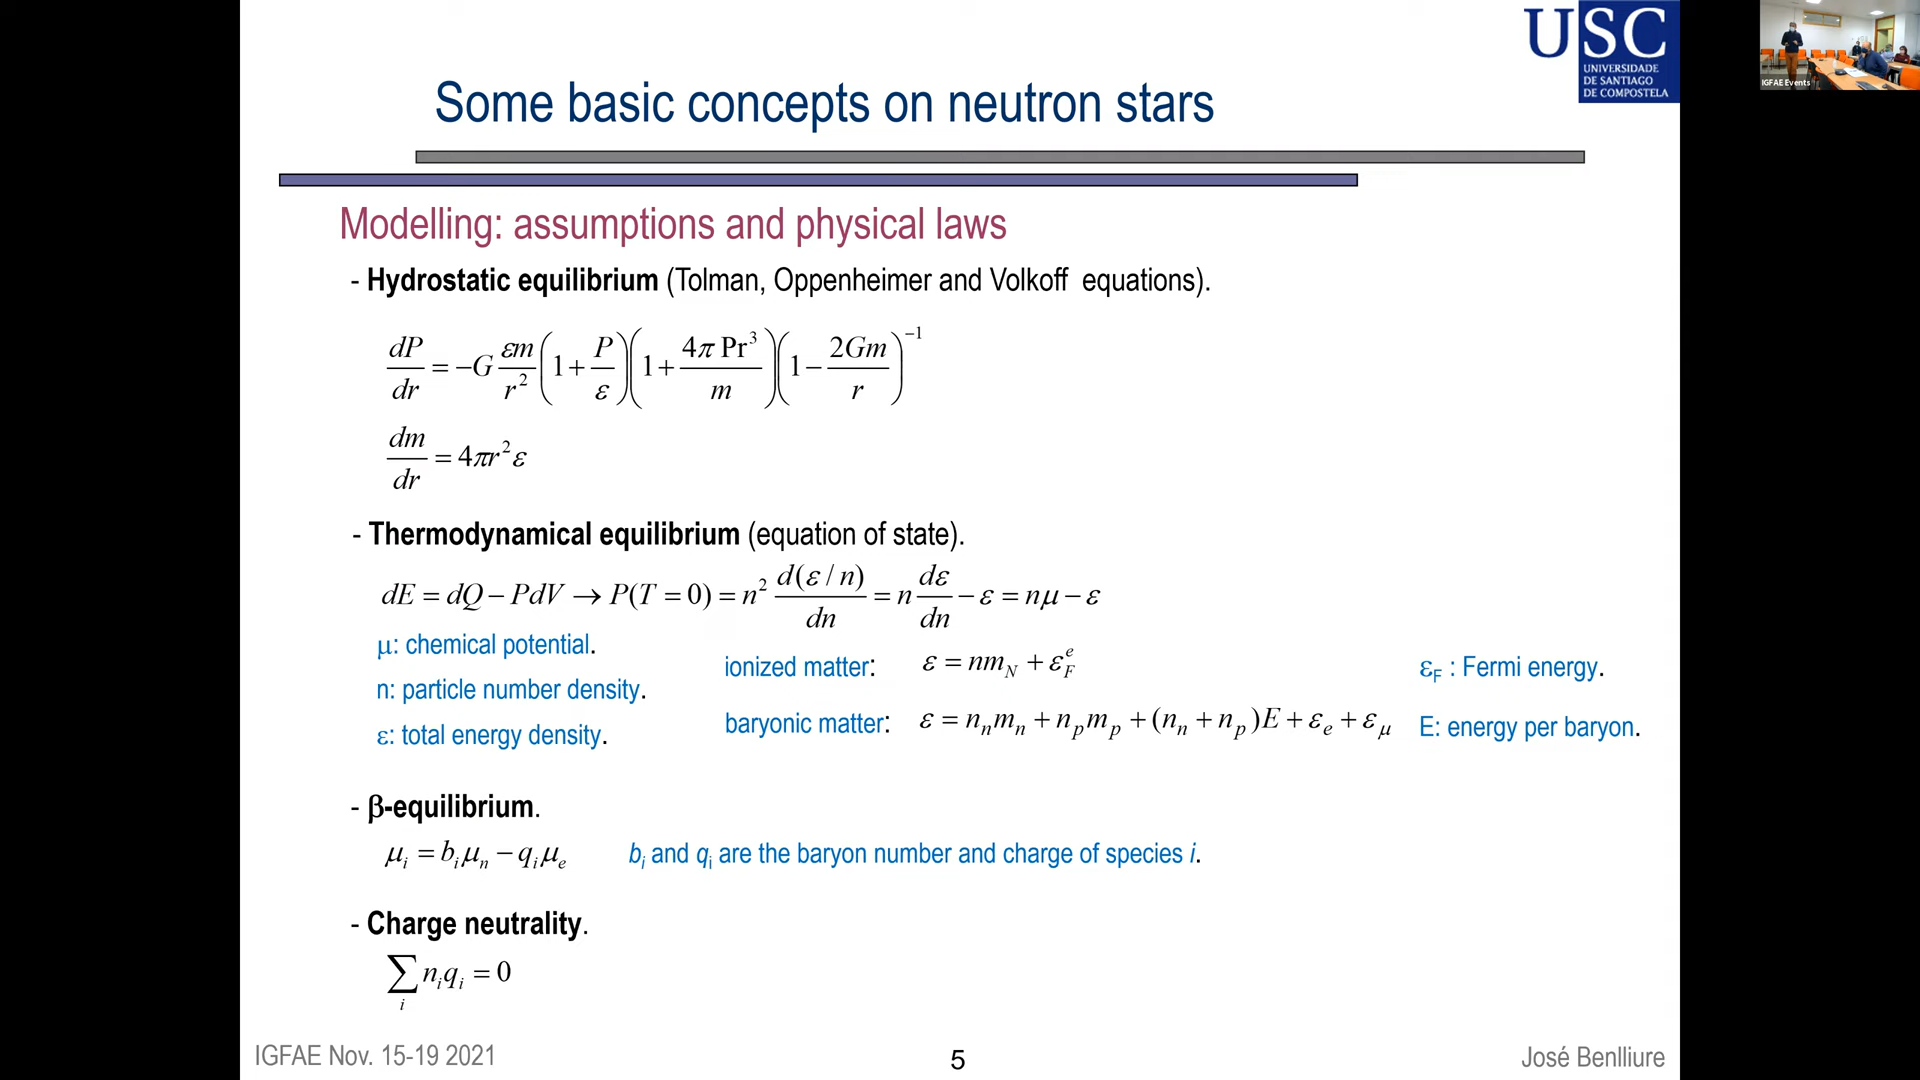 USC
UNIVERSIDADE
DE SANTIAGO
DE COMPOSTELA
IGFAE Events
Some basic concepts on neutron stars
Modelling: assumptions and physical laws
- Hydrostatic equilibrium (Tolman, Oppenheimer and Volkoff equations).
dP/dr = −G εm/r² (1 + P/ε)(1 + 4π Pr³/m)(1 − 2Gm/r)⁻¹
dm/dr = 4πr²ε
- Thermodynamical equilibrium (equation of state).
dE = dQ − PdV → P(T = 0) = n² d(ε / n)/dn = n dε/dn − ε = nμ − ε
μ: chemical potential.
n: particle number density.
ε: total energy density.
ionized matter: ε = nm_N + ε_F^e
baryonic matter: ε = n_n m_n + n_p m_p + (n_n + n_p)E + ε_e + ε_μ
ε_F : Fermi energy.
E: energy per baryon.
- β-equilibrium.
μ_i = b_i μ_n − q_i μ_e
b_i and q_i are the baryon number and charge of species i.
- Charge neutrality.
∑_i n_i q_i = 0
IGFAE Nov. 15-19 2021
5
José Benlliure